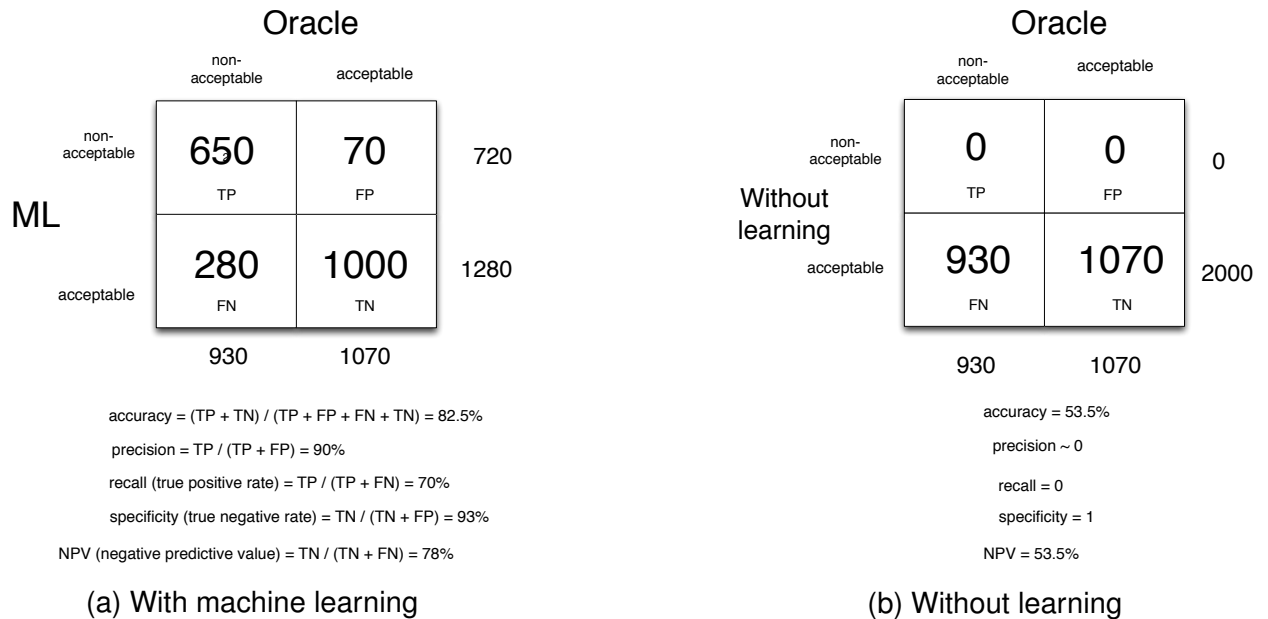 Oracle
non-
acceptable
acceptable
non-
acceptable
650
TP
70
FP
720
ML
acceptable
280
FN
1000
TN
1280
930
1070
accuracy = (TP + TN) / (TP + FP + FN + TN) = 82.5%
precision = TP / (TP + FP) = 90%
recall (true positive rate) = TP / (TP + FN) = 70%
specificity (true negative rate) = TN / (TN + FP) = 93%
NPV (negative predictive value) = TN / (TN + FN) = 78%
(a) With machine learning
Oracle
non-
acceptable
acceptable
non-
acceptable
0
TP
0
FP
0
Without
learning
acceptable
930
FN
1070
TN
2000
930
1070
accuracy = 53.5%
precision ~ 0
recall = 0
specificity = 1
NPV = 53.5%
(b) Without learning